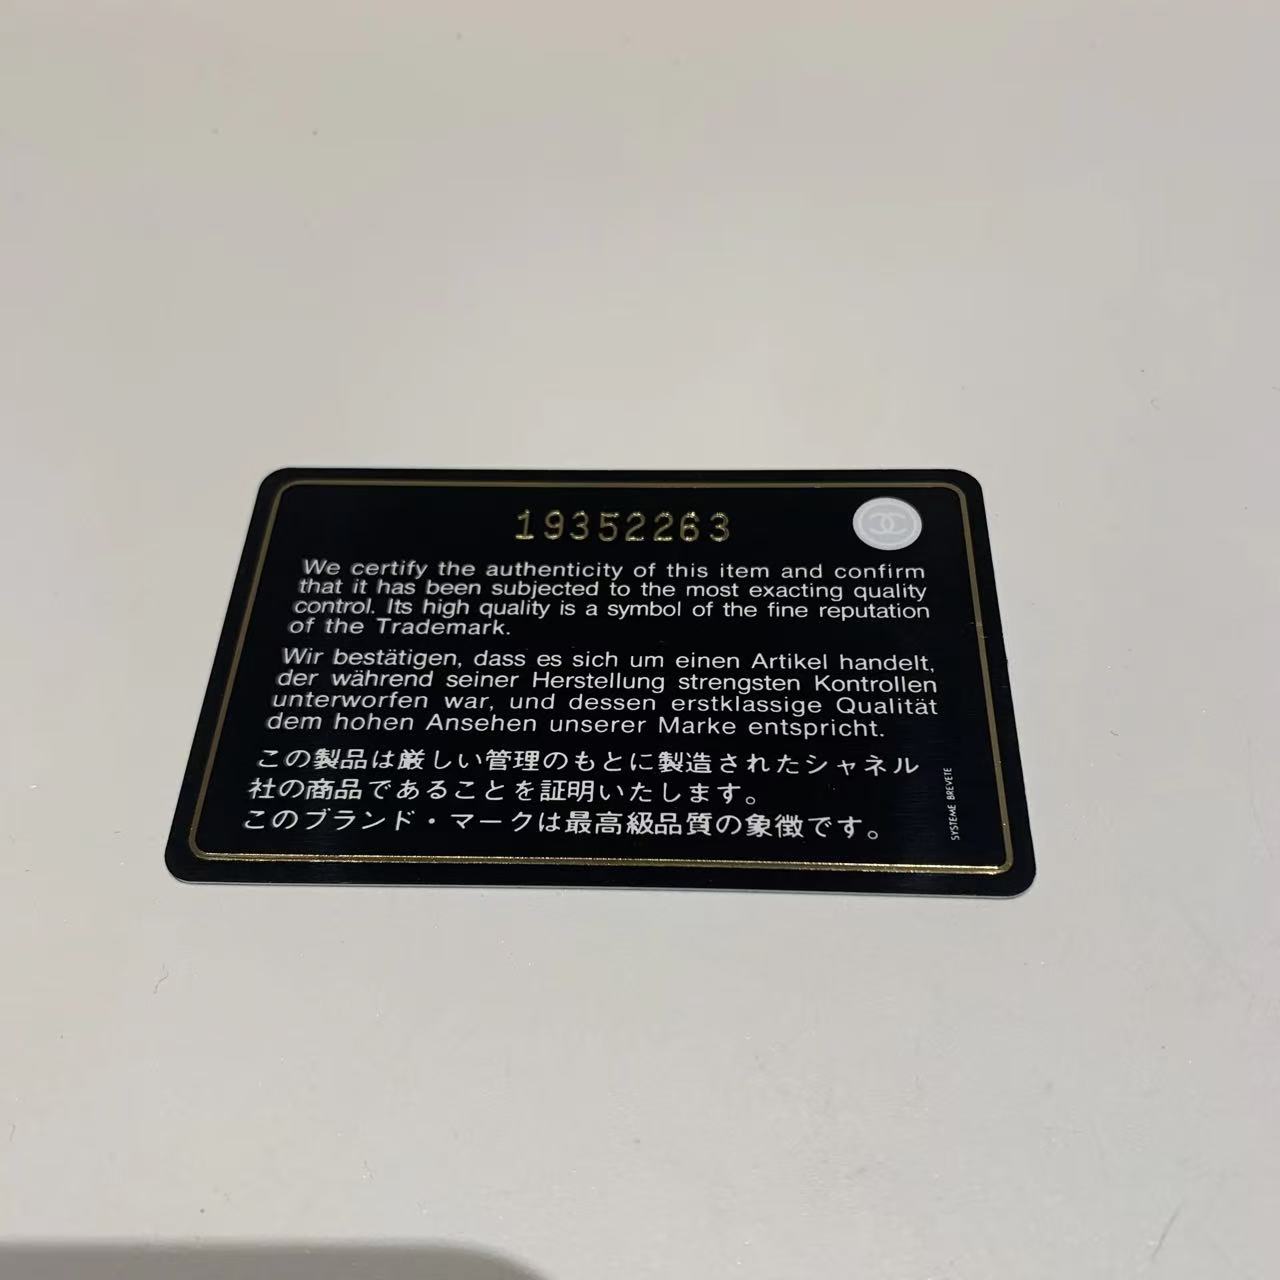 19352263
We certify the authenticity of this item and confirm
that it has been subjected to the most exacting quality
control. Its high quality is a symbol of the fine reputation
of the Trademark.
Wir bestätigen, dass es sich um einen Artikel handelt,
der während seiner Herstellung strengsten Kontrollen
unterworfen war, und dessen erstklassige Qualität
dem hohen Ansehen unserer Marke entspricht.
この製品は厳しい管理のもとに製造されたシャネル
社の商品であることを証明いたします。
このブランド・マークは最高級品質の象徴です。
SYSTEME BREVETE